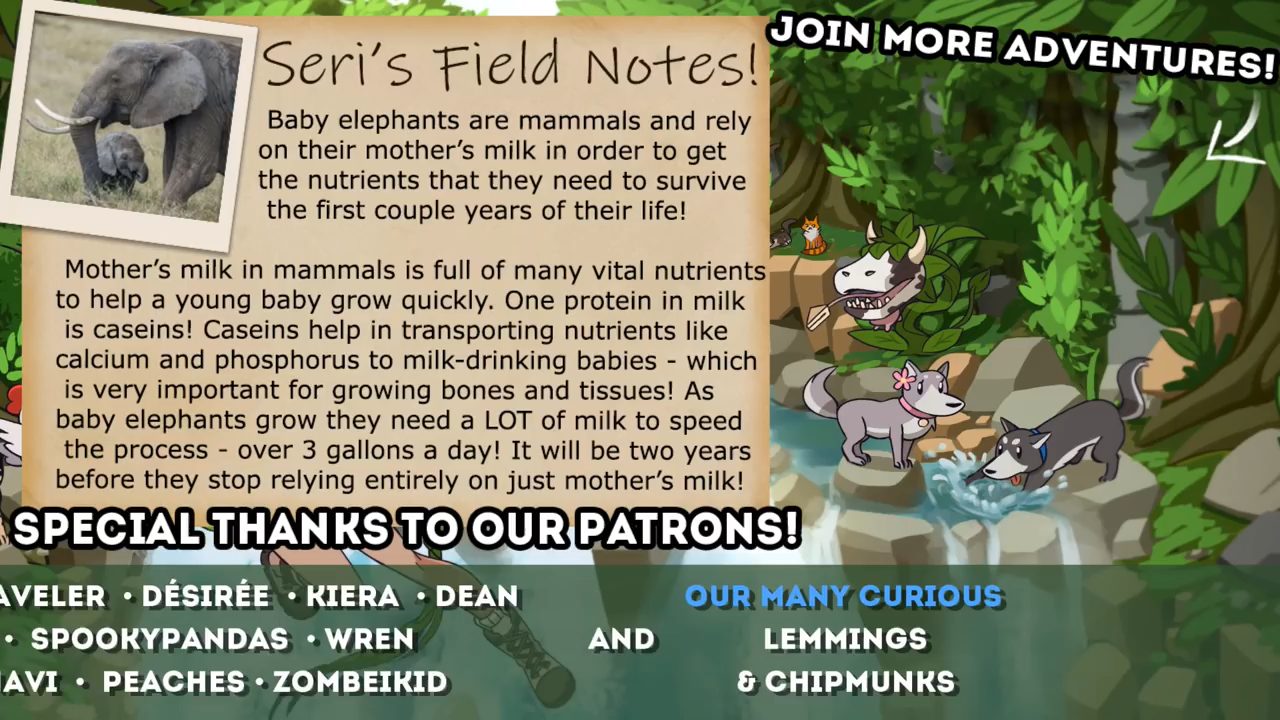 Seri's Field Notes!
Baby elephants are mammals and rely
on their mother's milk in order to get
the nutrients that they need to survive
the first couple years of their life!
Mother's milk in mammals is full of many vital nutrients
to help a young baby grow quickly. One protein in milk
is caseins! Caseins help in transporting nutrients like
calcium and phosphorus to milk-drinking babies - which
is very important for growing bones and tissues! As
baby elephants grow they need a LOT of milk to speed
the process - over 3 gallons a day! It will be two years
before they stop relying entirely on just mother's milk!
JOIN MORE ADVENTURES!
SPECIAL THANKS TO OUR PATRONS!
AVELER • DÉSIRÉE • KIERA • DEAN
• SPOOKYPANDAS • WREN
AVI • PEACHES • ZOMBEIKID
AND
OUR MANY CURIOUS
LEMMINGS
& CHIPMUNKS